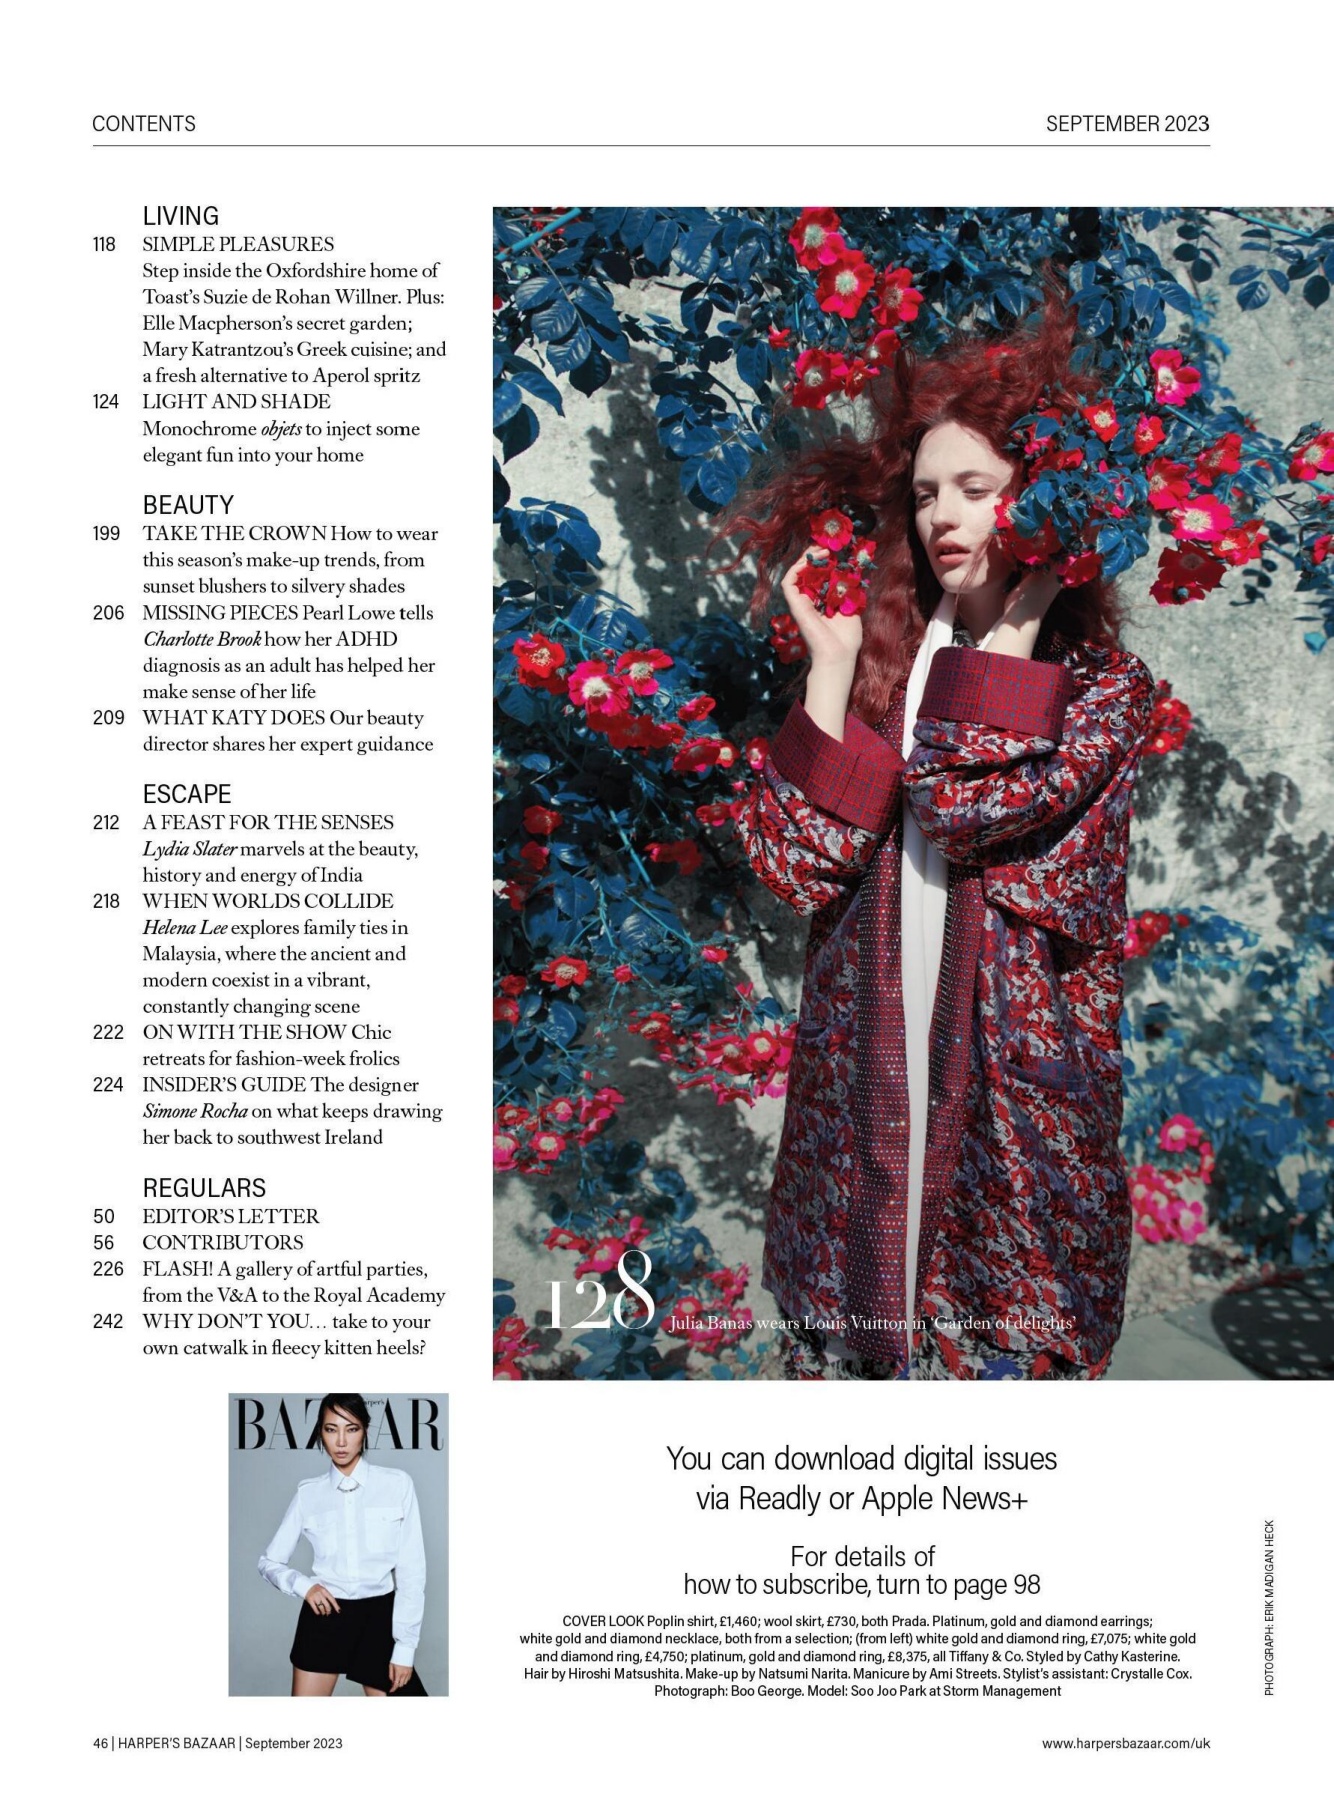 CONTENTS
SEPTEMBER 2023
LIVING
118 SIMPLE PLEASURES
Step inside the Oxfordshire home of
Toast's Suzie de Rohan Willner. Plus:
Elle Macpherson's secret garden;
Mary Katrantzou's Greek cuisine; and
a fresh alternative to Aperol spritz
124 LIGHT AND SHADE
Monochrome objets to inject some
elegant fun into your home
BEAUTY
199 TAKE THE CROWN How to wear
this season's make-up trends, from
sunset blushers to silvery shades
206 MISSING PIECES Pearl Lowe tells
Charlotte Brook how her ADHD
diagnosis as an adult has helped her
make sense of her life
209 WHAT KATY DOES Our beauty
director shares her expert guidance
ESCAPE
212 A FEAST FOR THE SENSES
Lydia Slater marvels at the beauty,
history and energy of India
218 WHEN WORLDS COLLIDE
Helena Lee explores family ties in
Malaysia, where the ancient and
modern coexist in a vibrant,
constantly changing scene
222 ON WITH THE SHOW Chic
retreats for fashion-week frolics
224 INSIDER'S GUIDE The designer
Simone Rocha on what keeps drawing
her back to southwest Ireland
REGULARS
50 EDITOR'S LETTER
56 CONTRIBUTORS
226 FLASH! A gallery of artful parties,
from the V&A to the Royal Academy
242 WHY DON'T YOU… take to your
own catwalk in fleecy kitten heels?
128 Julia Banas wears Louis Vuitton in 'Garden of delights'
Harper's
BAZAAR
You can download digital issues
via Readly or Apple News+
For details of
how to subscribe, turn to page 98
COVER LOOK Poplin shirt, £1,460; wool skirt, £730, both Prada. Platinum, gold and diamond earrings;
white gold and diamond necklace, both from a selection; (from left) white gold and diamond ring, £7,075; white gold
and diamond ring, £4,750; platinum, gold and diamond ring, £8,375, all Tiffany & Co. Styled by Cathy Kasterine.
Hair by Hiroshi Matsushita. Make-up by Natsumi Narita. Manicure by Ami Streets. Stylist's assistant: Crystalle Cox.
Photograph: Boo George. Model: Soo Joo Park at Storm Management
PHOTOGRAPH: ERIK MADIGAN HECK
46 | HARPER'S BAZAAR | September 2023
www.harpersbazaar.com/uk